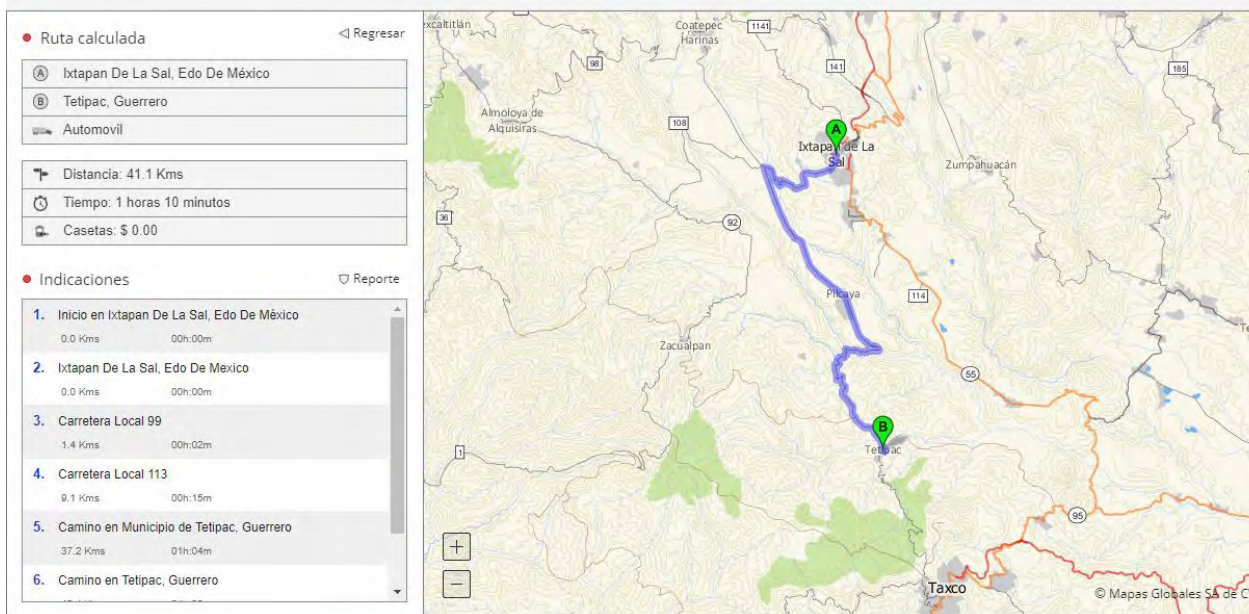 Ruta calculada
Regresar
A Ixtapan De La Sal, Edo De México
B Tetipac, Guerrero
Automovil
Distancia: 41.1 Kms
Tiempo: 1 horas 10 minutos
Casetas: $ 0.00
Indicaciones
Reporte
1. Inicio en Ixtapan De La Sal, Edo De México
0.0 Kms 00h:00m
2. Ixtapan De La Sal, Edo De Mexico
0.0 Kms 00h:00m
3. Carretera Local 99
1.4 Kms 00h:02m
4. Carretera Local 113
9.1 Kms 00h:15m
5. Camino en Municipio de Tetipac, Guerrero
37.2 Kms 01h:04m
6. Camino en Tetipac, Guerrero
Coatepec
Harinas
1141
98
141
185
Almoloya de
Alquisiras
108
A
Ixtapan de La
Sal
Zumpahuacán
36
92
Pilcaya
114
Zacualpan
55
B
1
Tetipac
95
+
−
Taxco
© Mapas Globales SA de C